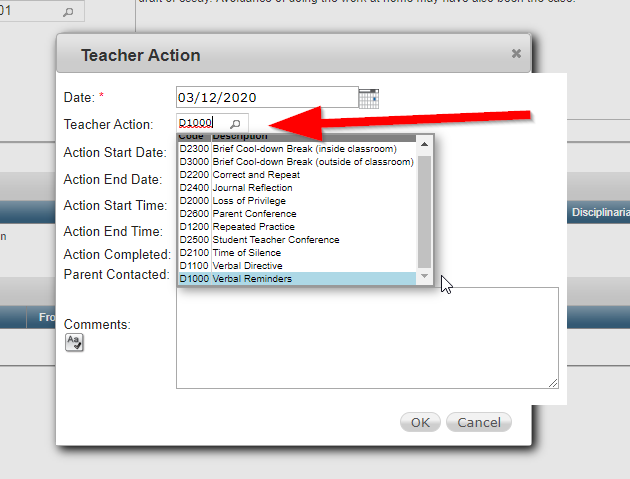 draft of essay. Avoidance of doing the work at home may have also been the case.
01
Teacher Action
Date: *
03/12/2020
Teacher Action:
D1000
Code Description
Action Start Date:
D2300 Brief Cool-down Break (inside classroom)
D3000 Brief Cool-down Break (outside of classroom)
Action End Date:
D2200 Correct and Repeat
D2400 Journal Reflection
Action Start Time:
D2000 Loss of Privilege
D2600 Parent Conference
Disciplinaria
Action End Time:
D1200 Repeated Practice
D2500 Student Teacher Conference
n
Action Completed:
D2100 Time of Silence
D1100 Verbal Directive
Parent Contacted:
D1000 Verbal Reminders
Fro
Comments:
Aa
OK
Cancel